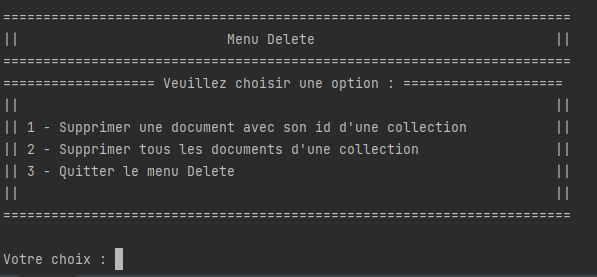 =======================================================================
||                          Menu Delete                              ||
=======================================================================
=================== Veuillez choisir une option : ====================
||                                                                   ||
|| 1 - Supprimer une document avec son id d'une collection           ||
|| 2 - Supprimer tous les documents d'une collection                 ||
|| 3 - Quitter le menu Delete                                        ||
||                                                                   ||
=======================================================================
Votre choix :